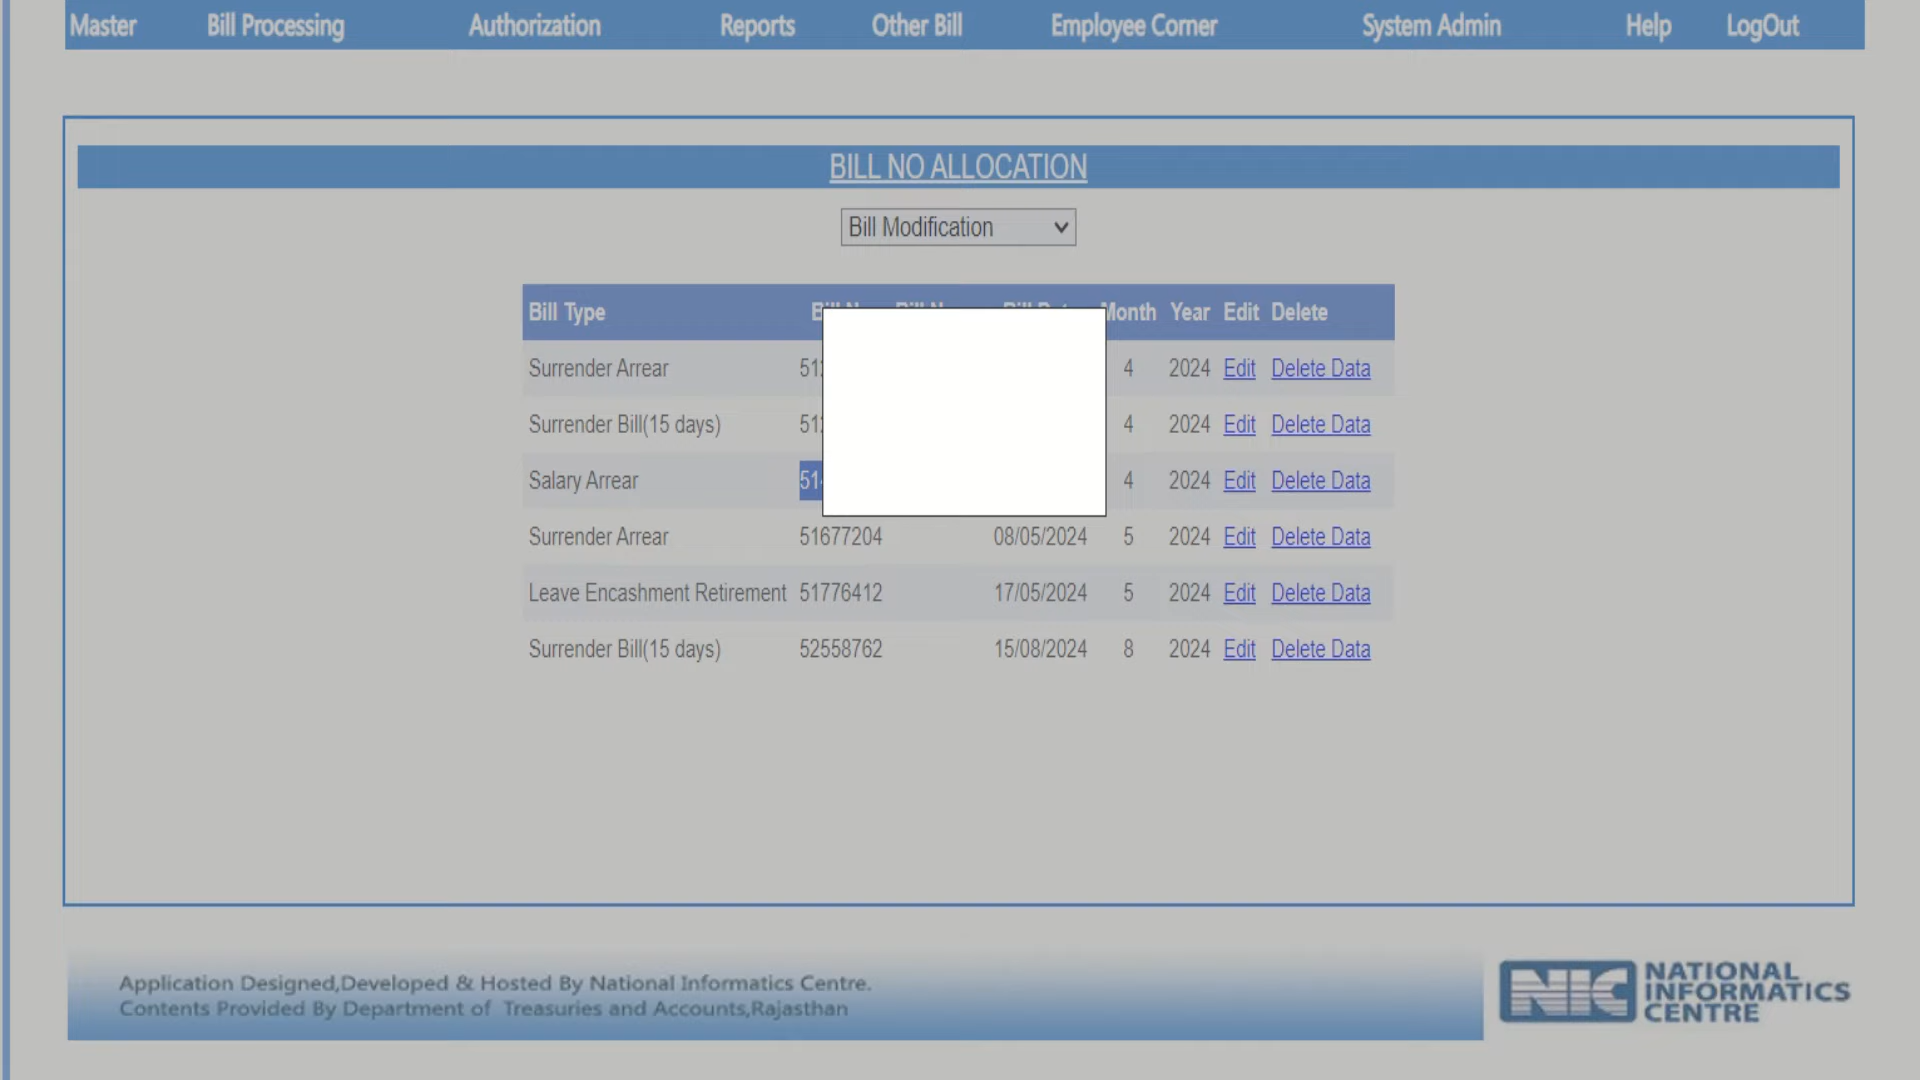 Master Bill Processing Authorization Reports Other Bill Employee Corner System Admin Help LogOut
BILL NO ALLOCATION
Bill Modification
Bill Type Month Year Edit Delete
Surrender Arrear 4 2024 Edit Delete Data
Surrender Bill(15 days) 4 2024 Edit Delete Data
Salary Arrear 4 2024 Edit Delete Data
Surrender Arrear 51677204 08/05/2024 5 2024 Edit Delete Data
Leave Encashment Retirement 51776412 17/05/2024 5 2024 Edit Delete Data
Surrender Bill(15 days) 52558762 15/08/2024 8 2024 Edit Delete Data
Application Designed,Developed & Hosted By National Informatics Centre.
Contents Provided By Department of Treasuries and Accounts,Rajasthan
NIC
NATIONAL
INFORMATICS
CENTRE